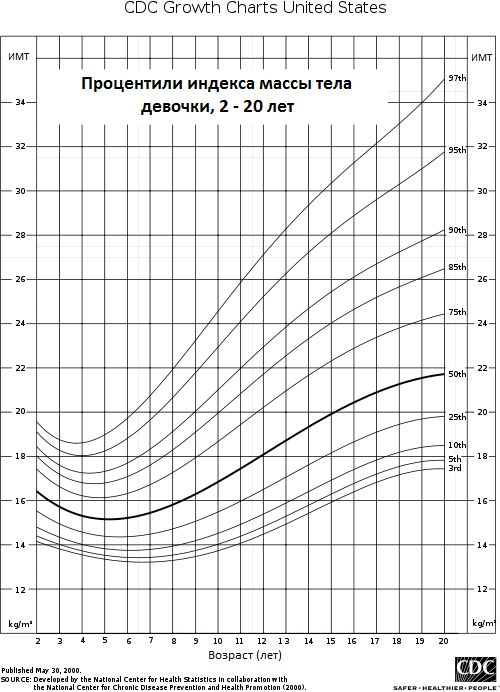 CDC Growth Charts United States
ИМТ
ИМТ
Процентили индекса массы тела
девочки, 2 - 20 лет
97th
34
34
95th
32
32
30
30
90th
28
28
85th
26
26
75th
24
24
22
22
50th
20
20
25th
10th
18
18
5th
3rd
16
16
14
14
12
12
kg/m²
kg/m²
2 3 4 5 6 7 8 9 10 11 12 13 14 15 16 17 18 19 20
Возраст (лет)
Published May 30, 2000.
SOURCE: Developed by the National Center for Health Statistics in collaboration with
the National Center for Chronic Disease Prevention and Health Promotion (2000).
CDC
SAFER • HEALTHIER • PEOPLE™